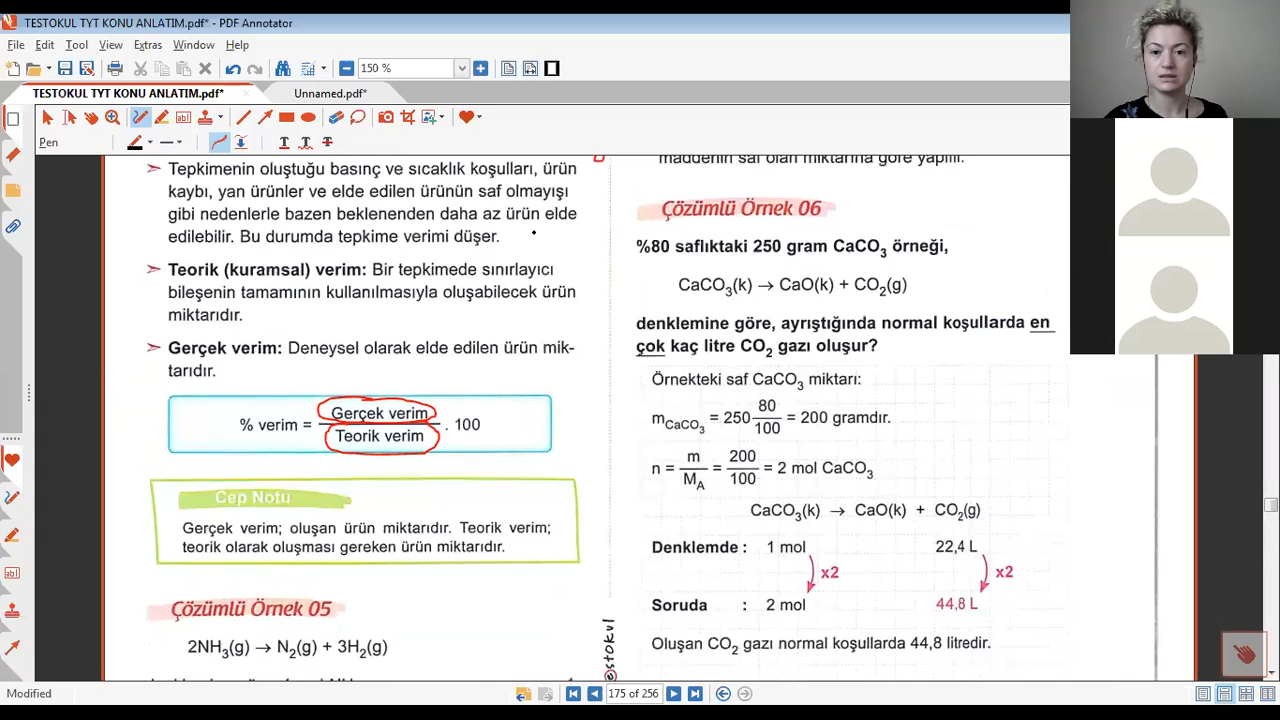 TESTOKUL TYT KONU ANLATIM.pdf* - PDF Annotator
File Edit Tool View Extras Window Help
150 %
TESTOKUL TYT KONU ANLATIM.pdf* Unnamed.pdf*
Pen
Tepkimenin oluştuğu basınç ve sıcaklık koşulları, ürün
kaybı, yan ürünler ve elde edilen ürünün saf olmayışı
gibi nedenlerle bazen beklenenden daha az ürün elde
edilebilir. Bu durumda tepkime verimi düşer.
Teorik (kuramsal) verim: Bir tepkimede sınırlayıcı
bileşenin tamamının kullanılmasıyla oluşabilecek ürün
miktarıdır.
Gerçek verim: Deneysel olarak elde edilen ürün mik-
tarıdır.
% verim = Gerçek verim / Teorik verim . 100
Cep Notu
Gerçek verim; oluşan ürün miktarıdır. Teorik verim;
teorik olarak oluşması gereken ürün miktarıdır.
Çözümlü Örnek 05
2NH₃(g) → N₂(g) + 3H₂(g)
testokul
maddenin saf olan miktarına göre yapılır.
Çözümlü Örnek 06
%80 saflıktaki 250 gram CaCO₃ örneği,
CaCO₃(k) → CaO(k) + CO₂(g)
denklemine göre, ayrıştığında normal koşullarda en
çok kaç litre CO₂ gazı oluşur?
Örnekteki saf CaCO₃ miktarı:
m_CaCO₃ = 250 80/100 = 200 gramdır.
n = m/M_A = 200/100 = 2 mol CaCO₃
CaCO₃(k) → CaO(k) + CO₂(g)
Denklemde : 1 mol 22,4 L
x2 x2
Soruda : 2 mol 44,8 L
Oluşan CO₂ gazı normal koşullarda 44,8 litredir.
Modified 175 of 256